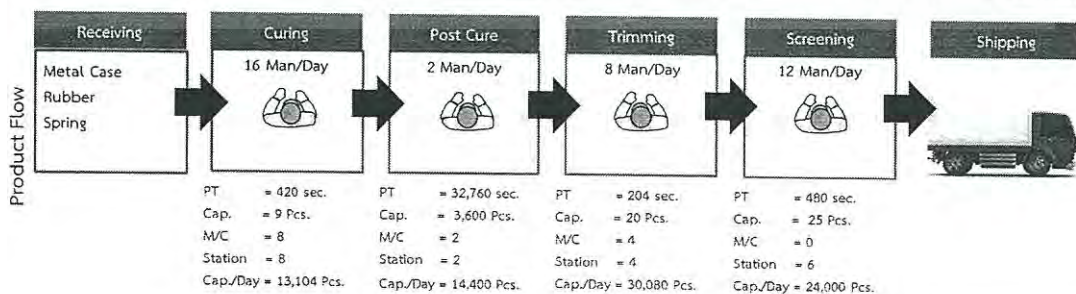 Product Flow
Receiving
Metal Case
Rubber
Spring
Curing
16 Man/Day
PT = 420 sec.
Cap. = 9 Pcs.
M/C = 8
Station = 8
Cap./Day = 13,104 Pcs.
Post Cure
2 Man/Day
PT = 32,760 sec.
Cap. = 3,600 Pcs.
M/C = 2
Station = 2
Cap./Day = 14,400 Pcs.
Trimming
8 Man/Day
PT = 204 sec.
Cap. = 20 Pcs.
M/C = 4
Station = 4
Cap./Day = 30,080 Pcs.
Screening
12 Man/Day
PT = 480 sec.
Cap. = 25 Pcs.
M/C = 0
Station = 6
Cap./Day = 24,000 Pcs.
Shipping